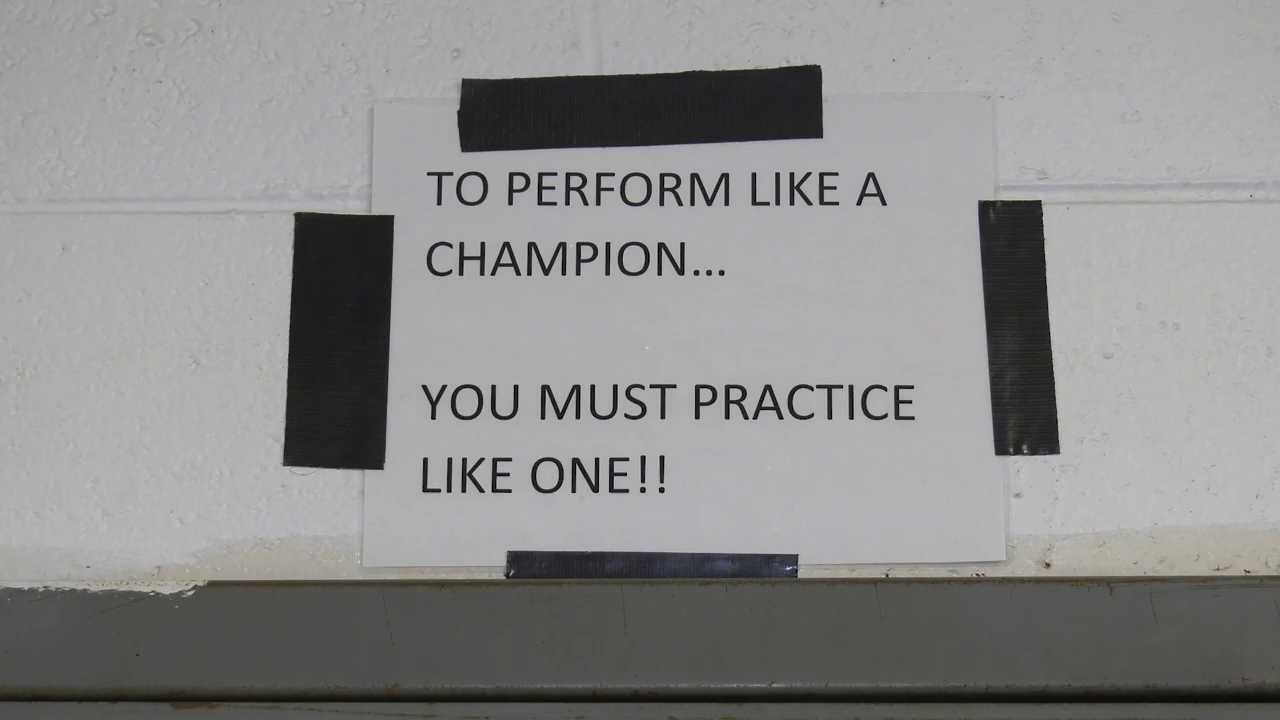 TO PERFORM LIKE A
CHAMPION...
YOU MUST PRACTICE
LIKE ONE!!